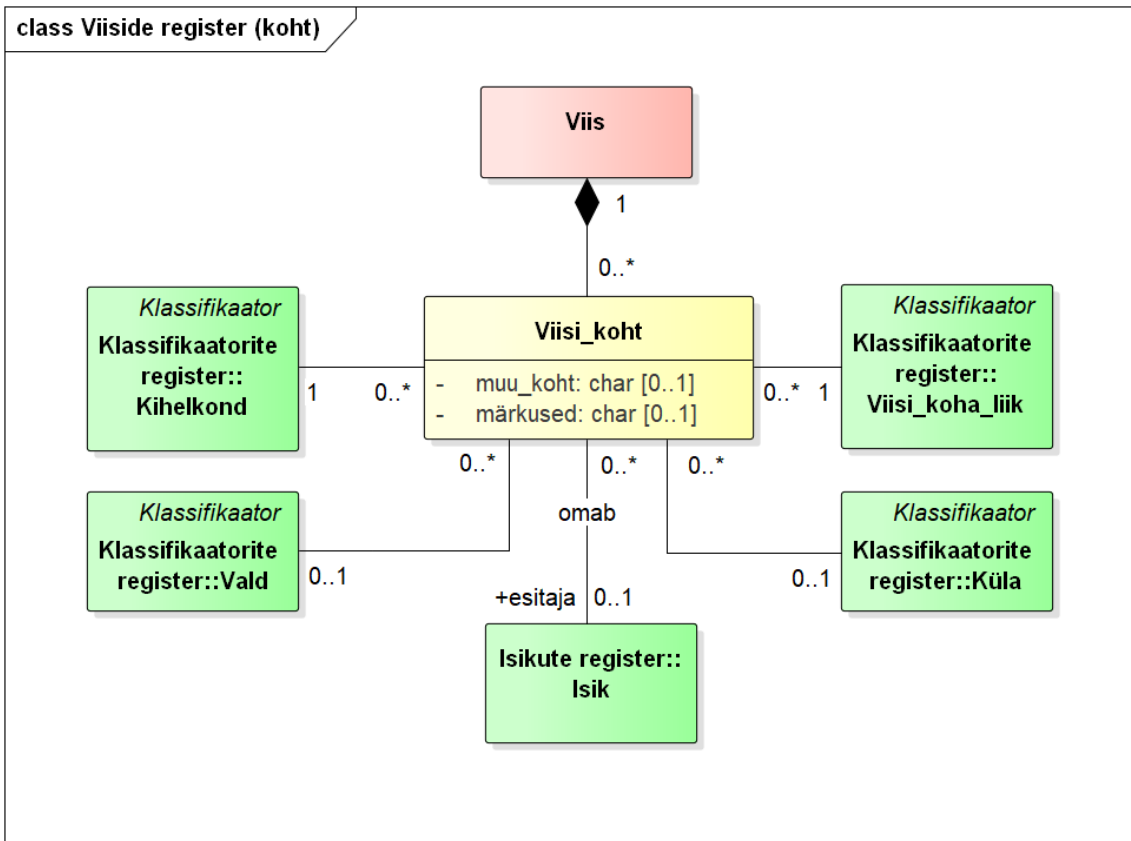 class Viiside register (koht)
Viis
1
0..*
Klassifikaator
Klassifikaatorite
register::
Kihelkond
1
0..*
Viisi_koht
- muu_koht: char [0..1]
- märkused: char [0..1]
0..*
1
Klassifikaator
Klassifikaatorite
register::
Viisi_koha_liik
0..*
0..*
0..*
Klassifikaator
Klassifikaatorite
register::Vald
0..1
omab
Klassifikaator
Klassifikaatorite
register::Küla
0..1
+esitaja
0..1
Isikute register::
Isik